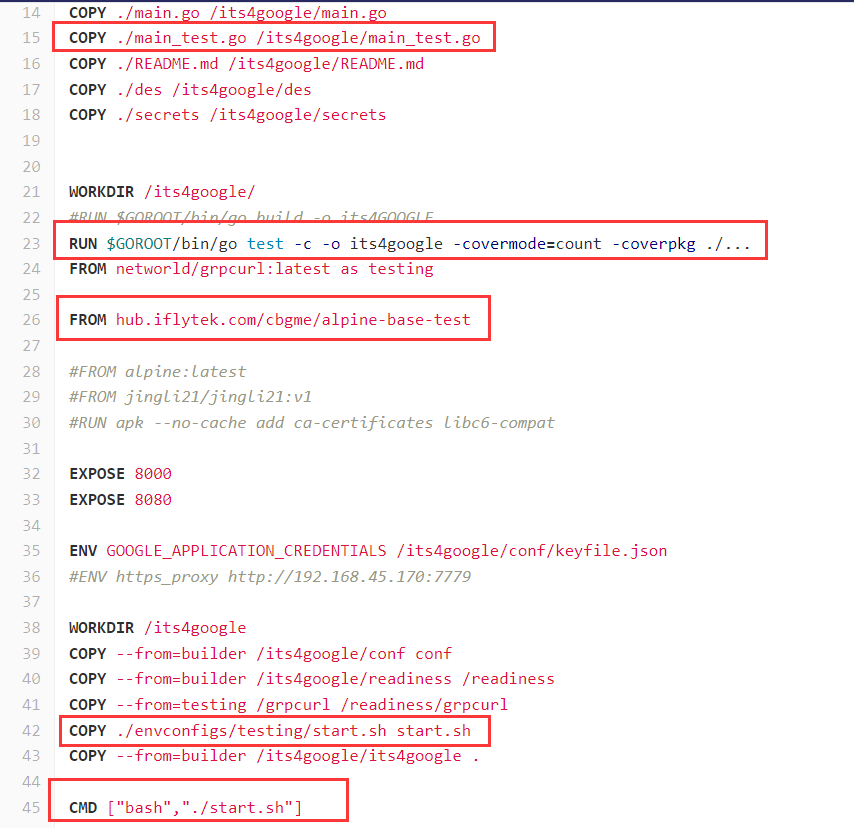 14 COPY ./main.go /its4google/main.go
15 COPY ./main_test.go /its4google/main_test.go
16 COPY ./README.md /its4google/README.md
17 COPY ./des /its4google/des
18 COPY ./secrets /its4google/secrets
19
20
21 WORKDIR /its4google/
22 #RUN $GOROOT/bin/go build -o its4GOOGLE
23 RUN $GOROOT/bin/go test -c -o its4google -covermode=count -coverpkg ./...
24 FROM networld/grpcurl:latest as testing
25
26 FROM hub.iflytek.com/cbgme/alpine-base-test
27
28 #FROM alpine:latest
29 #FROM jingli21/jingli21:v1
30 #RUN apk --no-cache add ca-certificates libc6-compat
31
32 EXPOSE 8000
33 EXPOSE 8080
34
35 ENV GOOGLE_APPLICATION_CREDENTIALS /its4google/conf/keyfile.json
36 #ENV https_proxy http://192.168.45.170:7779
37
38 WORKDIR /its4google
39 COPY --from=builder /its4google/conf conf
40 COPY --from=builder /its4google/readiness /readiness
41 COPY --from=testing /grpcurl /readiness/grpcurl
42 COPY ./envconfigs/testing/start.sh start.sh
43 COPY --from=builder /its4google/its4google .
44
45 CMD ["bash","./start.sh"]